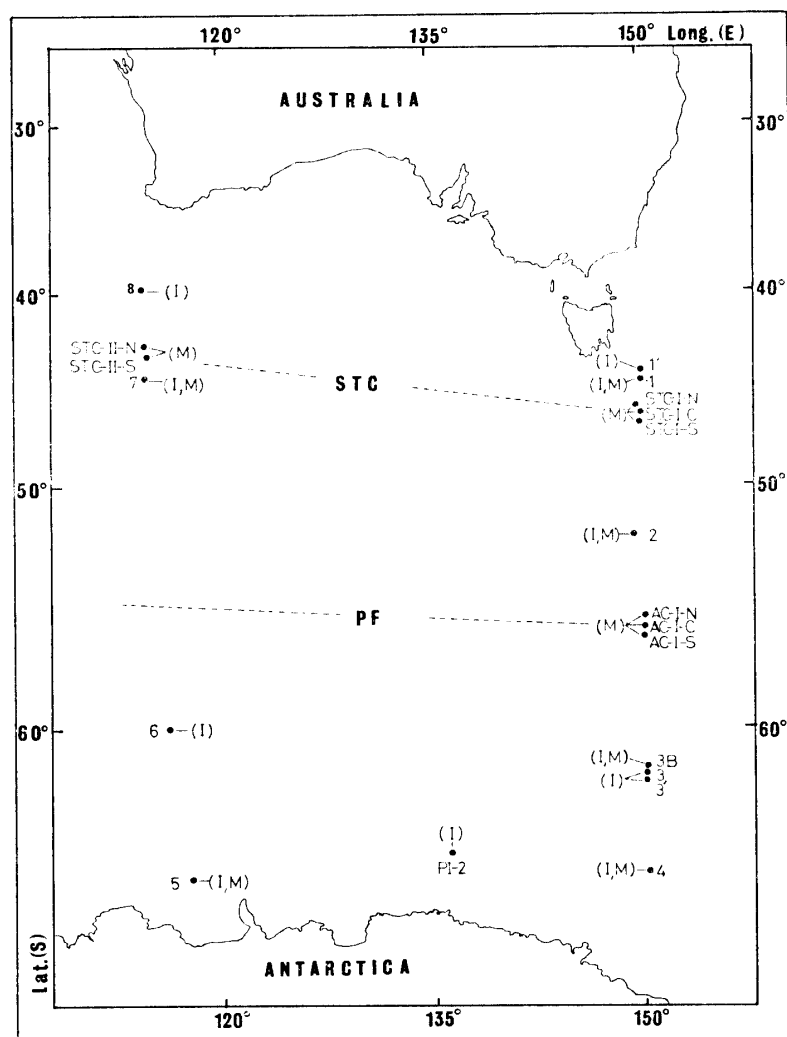 120° 135° 150° Long. (E)
AUSTRALIA
30° 30°
8 (I)
40° 40°
STC-II-N
(M)
STC-II-S
7 (I,M)
STC
(I) 1'
(I,M) 1
STC-I-N
(M) STC-I-C
STC-I-S
50° 50°
(I,M) 2
PF
AC-I-N
(M) AC-I-C
AC-I-S
6 (I)
60° 60°
(I,M) 3B
(I) 3
3'
(I)
PI-2
5 (I,M)
(I,M) 4
Lat.(S)
ANTARCTICA
120° 135° 150°